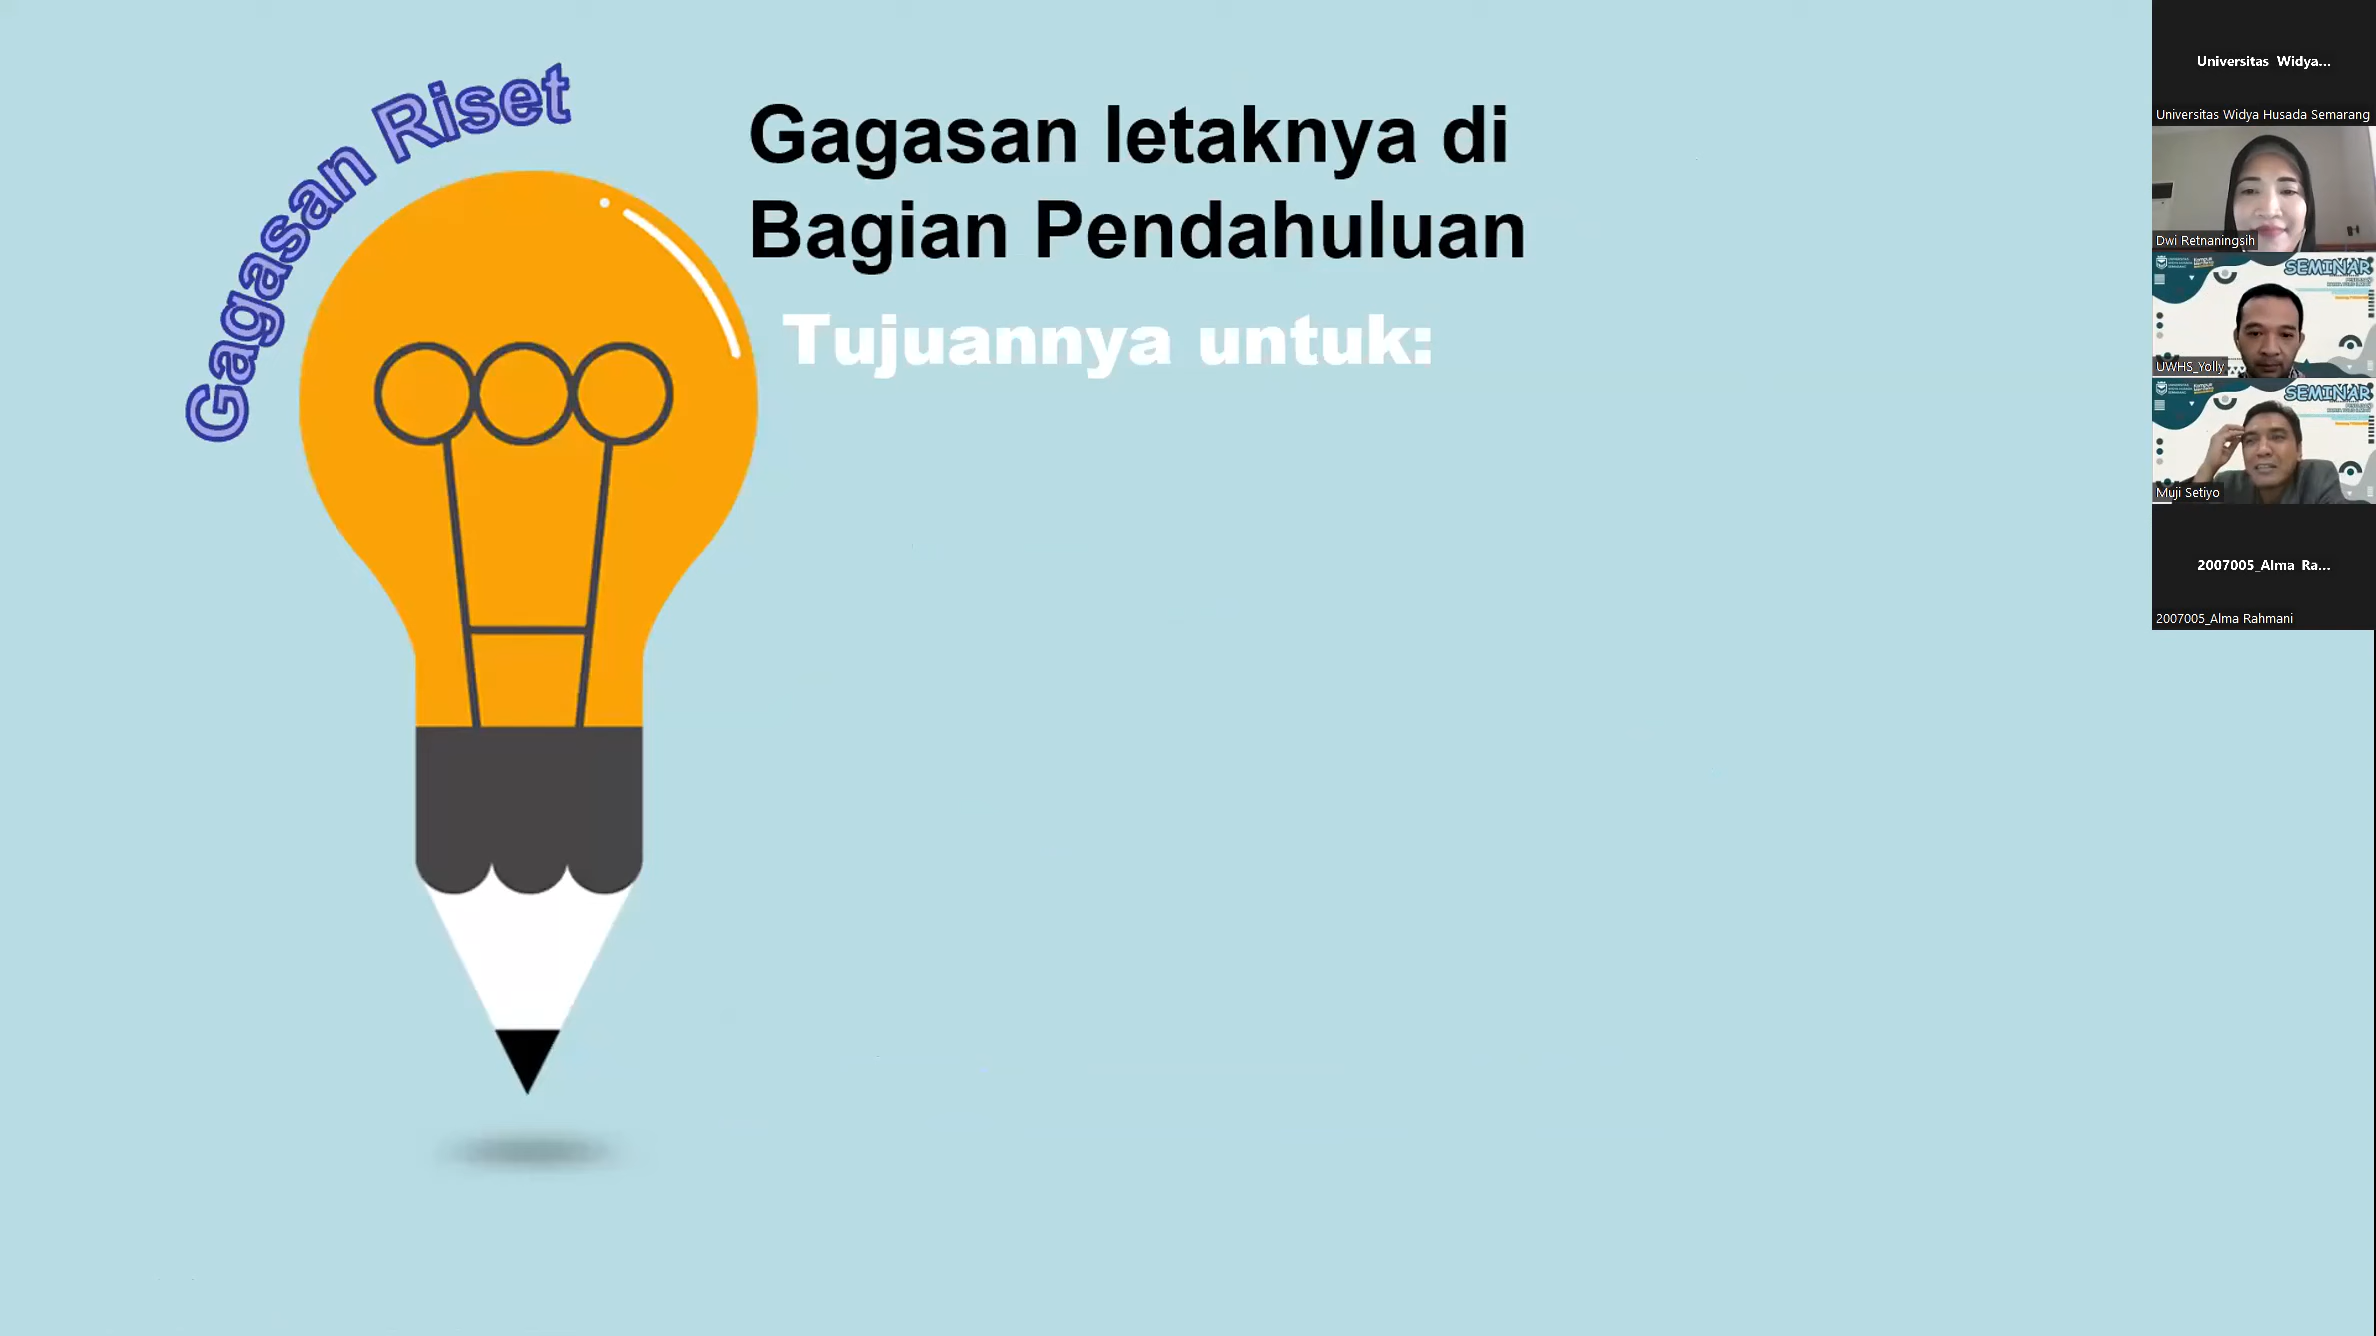 Gagasan Riset
Gagasan letaknya di
Bagian Pendahuluan
Tujuannya untuk:
Universitas Widya...
Universitas Widya Husada Semarang
Dwi Retnaningsih
SEMINAR
UWHS_Yolly
SEMINAR
Muji Setiyo
2007005_Alma Ra...
2007005_Alma Rahmani